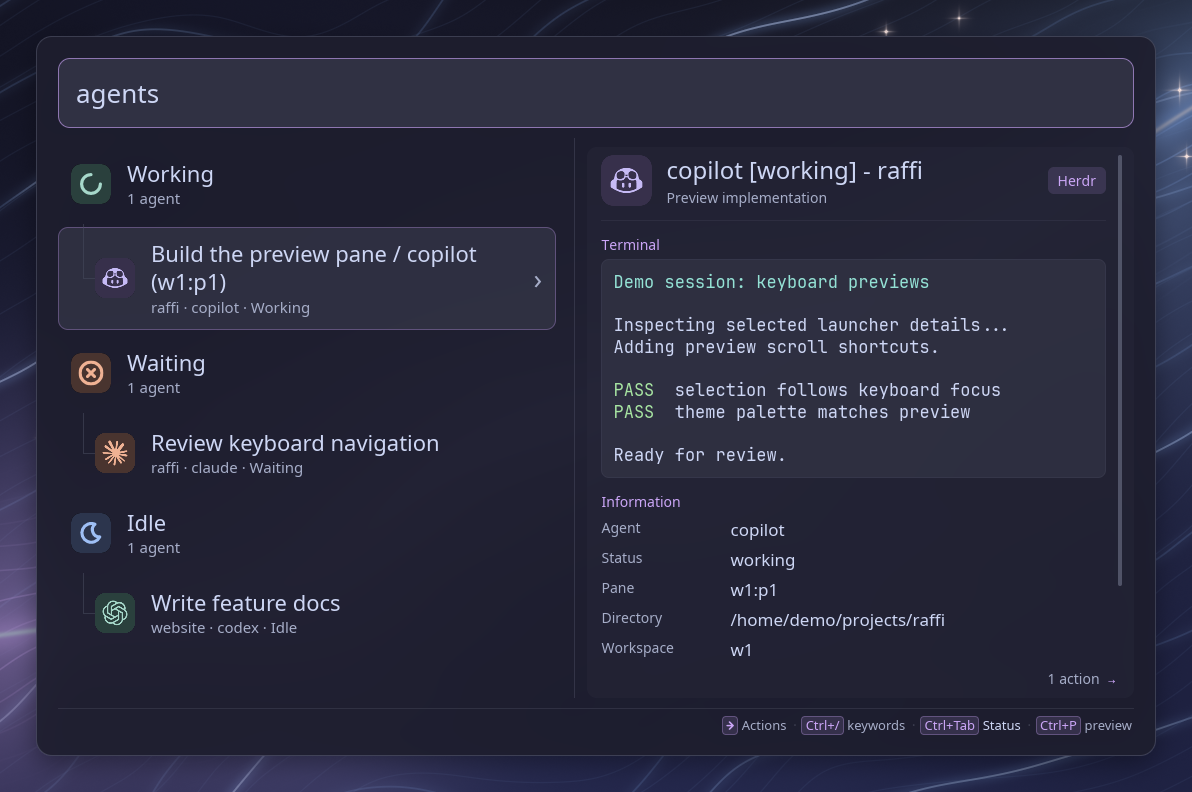 agents
Working
1 agent
Build the preview pane / copilot
(w1:p1)
raffi · copilot · Working
Waiting
1 agent
Review keyboard navigation
raffi · claude · Waiting
Idle
1 agent
Write feature docs
website · codex · Idle
copilot [working] - raffi
Preview implementation
Herdr
Terminal
Demo session: keyboard previews
Inspecting selected launcher details...
Adding preview scroll shortcuts.
PASS selection follows keyboard focus
PASS theme palette matches preview
Ready for review.
Information
Agent copilot
Status working
Pane w1:p1
Directory /home/demo/projects/raffi
Workspace w1
1 action →
→ Actions · Ctrl+/ keywords · Ctrl+Tab Status · Ctrl+P preview